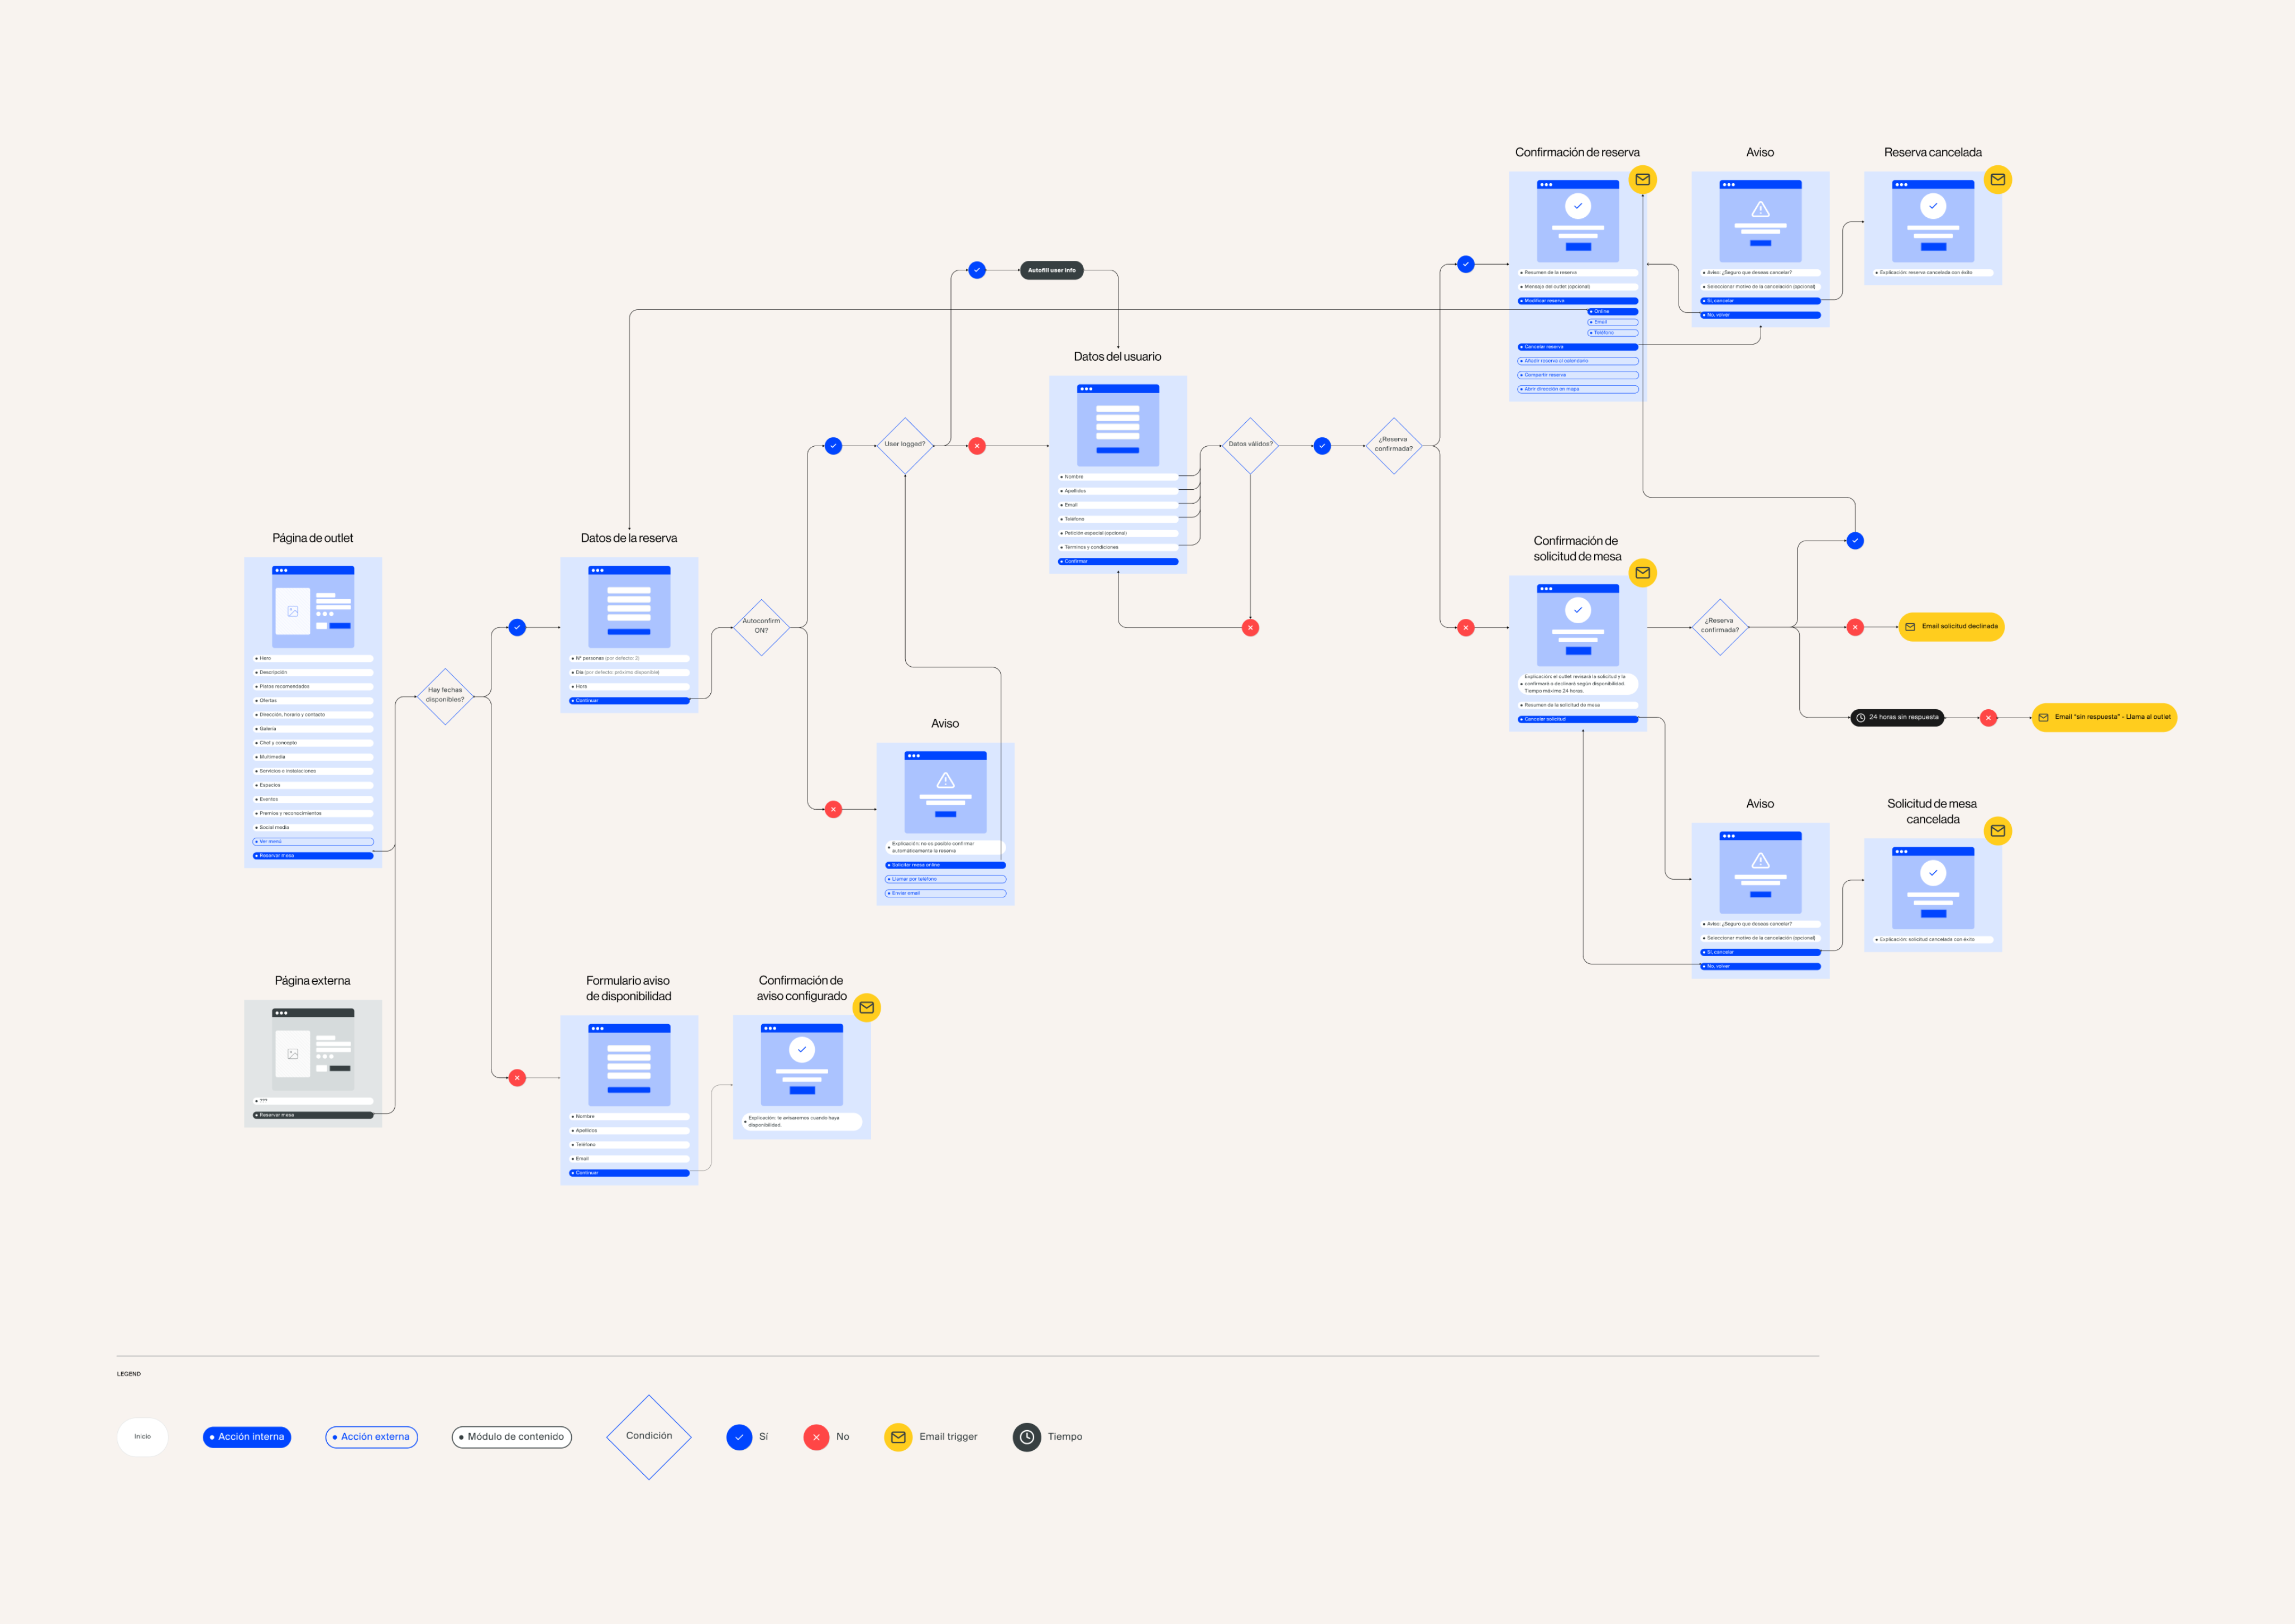 Confirmación de reserva
Resumen de la reserva
Mensaje del outlet (opcional)
Modificar reserva
Online
Email
Teléfono
Cancelar reserva
Añadir reserva al calendario
Compartir reserva
Abrir dirección en mapa
Aviso
Aviso: ¿Seguro que deseas cancelar?
Seleccionar motivo de la cancelación (opcional)
Sí, cancelar
No, volver
Reserva cancelada
Explicación: reserva cancelada con éxito
Autofill user info
Datos del usuario
Nombre
Apellidos
Email
Teléfono
Petición especial (opcional)
Términos y condiciones
Confirmar
User logged?
Datos válidos?
¿Reserva
confirmada?
Página de outlet
Hero
Descripción
Platos recomendados
Ofertas
Dirección, horario y contacto
Galería
Chef y concepto
Multimedia
Servicios e instalaciones
Espacios
Eventos
Premios y reconocimientos
Social media
Ver menú
Reservar mesa
Hay fechas
disponibles?
Datos de la reserva
Nº personas (por defecto: 2)
Día (por defecto: próximo disponible)
Hora
Continuar
Autoconfirm
ON?
Aviso
Explicación: no es posible confirmar
automáticamente la reserva
Solicitar mesa online
Llamar por teléfono
Enviar email
Confirmación de
solicitud de mesa
Explicación: el outlet revisará la solicitud y la
confirmará o declinará según disponibilidad.
Tiempo máximo 24 horas.
Resumen de la solicitud de mesa
Cancelar solicitud
¿Reserva
confirmada?
Email solicitud declinada
24 horas sin respuesta
Email "sin respuesta" - Llama al outlet
Aviso
Aviso: ¿Seguro que deseas cancelar?
Seleccionar motivo de la cancelación (opcional)
Sí, cancelar
No, volver
Solicitud de mesa
cancelada
Explicación: solicitud cancelada con éxito
Página externa
???
Reservar mesa
Formulario aviso
de disponibilidad
Nombre
Apellidos
Teléfono
Email
Continuar
Confirmación de
aviso configurado
Explicación: te avisaremos cuando haya
disponibilidad.
LEGEND
Inicio
Acción interna
Acción externa
Módulo de contenido
Condición
Sí
No
Email trigger
Tiempo